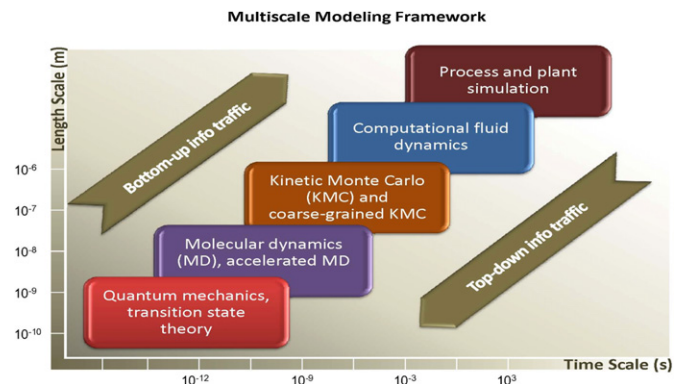 Multiscale Modeling Framework
Length Scale (m)
Bottom-up info traffic
Process and plant
simulation
Computational fluid
dynamics
Kinetic Monte Carlo
(KMC) and
coarse-grained KMC
Molecular dynamics
(MD), accelerated MD
Quantum mechanics,
transition state
theory
Top-down info traffic
10⁻⁶
10⁻⁷
10⁻⁸
10⁻⁹
10⁻¹⁰
Time Scale (s)
10⁻¹² 10⁻⁹ 10⁻³ 10³